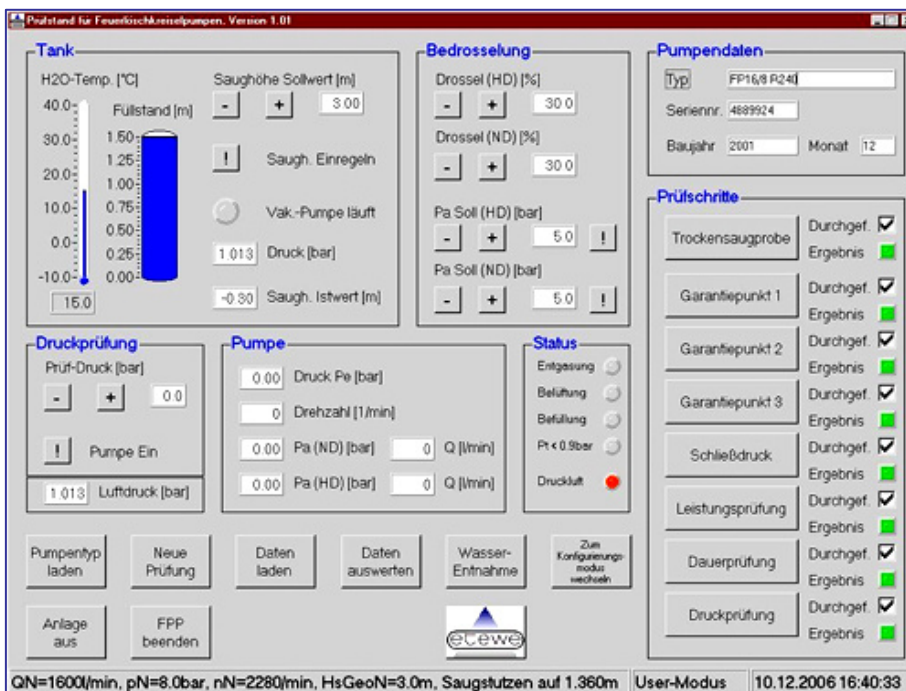 Prüfstand für Feuerlöschkreiselpumpen, Version 1.01
Tank
H2O-Temp. [°C]
40.0
30.0
20.0
10.0
0.0
-10.0
15.0
Füllstand [m]
1.50
1.25
1.00
0.75
0.50
0.25
0.00
Saughöhe Sollwert [m]
- + 3.00
! Saugh. Einregeln
Vak.-Pumpe läuft
1.013 Druck [bar]
-0.30 Saugh. Istwert [m]
Bedrosselung
Drossel (HD) [%]
- + 30.0
Drossel (ND) [%]
- + 30.0
Pa Soll (HD) [bar]
- + 5.0 !
Pa Soll (ND) [bar]
- + 5.0 !
Pumpendaten
Typ FP16/8 R240
Seriennr. 4889924
Baujahr 2001 Monat 12
Druckprüfung
Prüf-Druck [bar]
- + 0.0
! Pumpe Ein
1.013 Luftdruck [bar]
Pumpe
0.00 Druck Pe [bar]
0 Drehzahl [1/min]
0.00 Pa (ND) [bar] 0 Q [l/min]
0.00 Pa (HD) [bar] 0 Q [l/min]
Status
Entgasung
Belüftung
Befüllung
Pt < 0.9bar
Druckluft
Prüfschritte
Trockensaugprobe Durchgef.
Ergebnis
Garantiepunkt 1 Durchgef.
Ergebnis
Garantiepunkt 2 Durchgef.
Ergebnis
Garantiepunkt 3 Durchgef.
Ergebnis
Schließdruck Durchgef.
Ergebnis
Leistungsprüfung Durchgef.
Ergebnis
Dauerprüfung Durchgef.
Ergebnis
Druckprüfung Durchgef.
Ergebnis
Pumpentyp
laden
Neue
Prüfung
Daten
laden
Daten
auswerten
Wasser-
Entnahme
Zum
Konfigurierungs-
modus
wechseln
Anlage
aus
FPP
beenden
etewe
QN=1600l/min, pN=8.0bar, nN=2280/min, HsGeoN=3.0m, Saugstutzen auf 1.360m User-Modus 10.12.2006 16:40:33